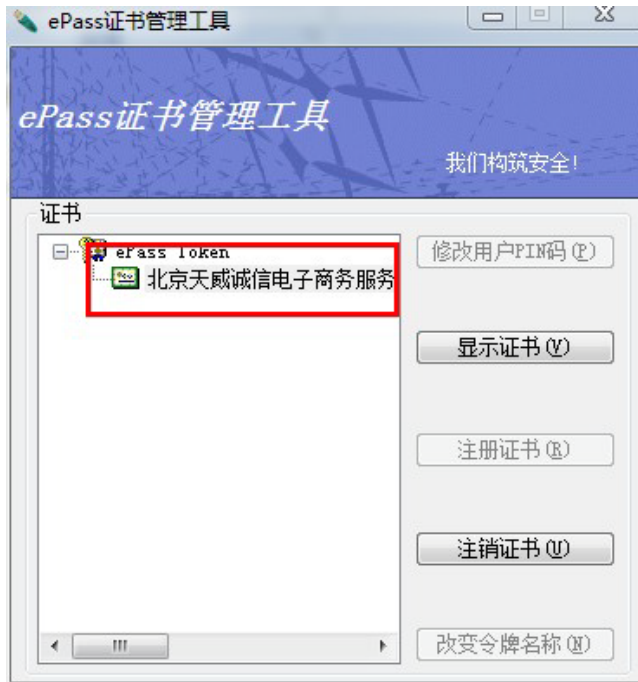 ePass证书管理工具
ePass证书管理工具
我们构筑安全!
证书
ePass Token
北京天威诚信电子商务服务
修改用户PIN码(P)
显示证书(V)
注册证书(R)
注销证书(U)
改变令牌名称(N)